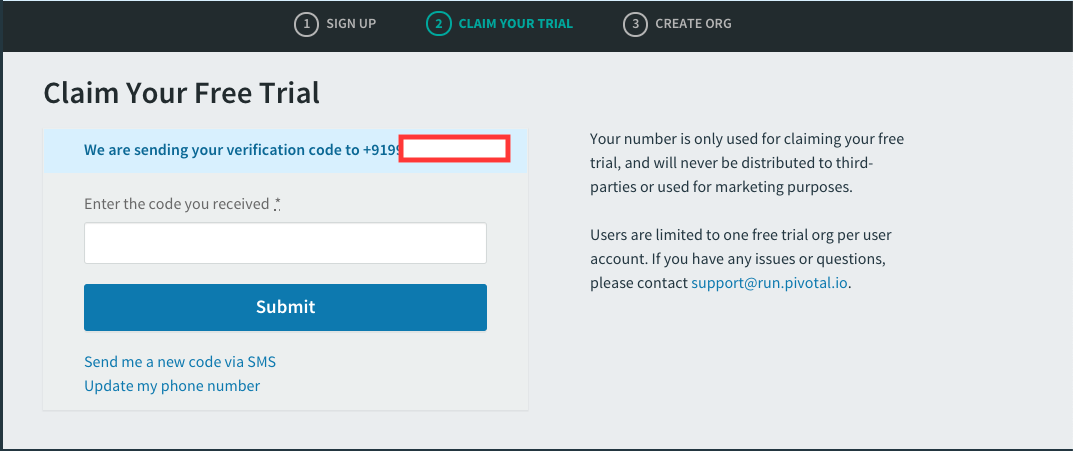 1 SIGN UP 2 CLAIM YOUR TRIAL 3 CREATE ORG
Claim Your Free Trial
We are sending your verification code to +9199
Enter the code you received *
Submit
Send me a new code via SMS
Update my phone number
Your number is only used for claiming your free
trial, and will never be distributed to third-
parties or used for marketing purposes.
Users are limited to one free trial org per user
account. If you have any issues or questions,
please contact support@run.pivotal.io.